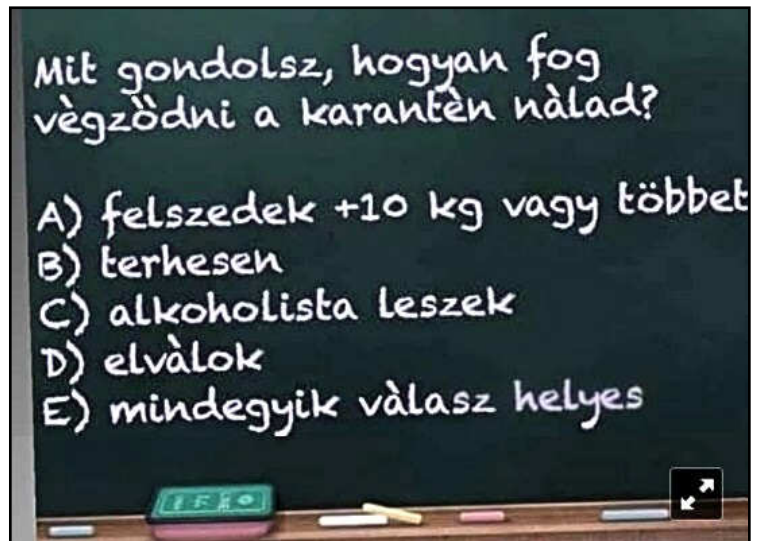 Mit gondolsz, hogyan fog
vègzödni a karantèn nàlad?
A) felszedek +10 kg vagy többet
B) terhesen
C) alkoholista leszek
D) elvàlok
E) mindegyik vàlasz helyes